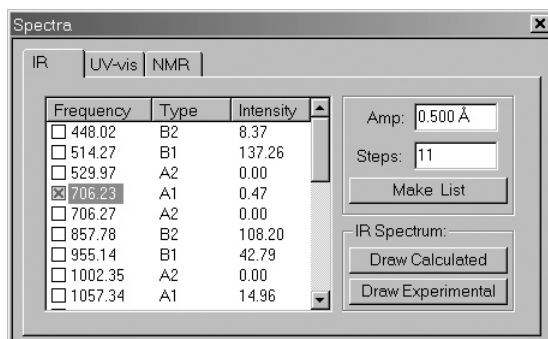 Spectra
IR UV-vis NMR
Frequency Type Intensity
448.02 B2 8.37
514.27 B1 137.26
529.97 A2 0.00
706.23 A1 0.47
706.27 A2 0.00
857.78 B2 108.20
955.14 B1 42.79
1002.35 A2 0.00
1057.34 A1 14.96
Amp: 0.500 Å
Steps: 11
Make List
IR Spectrum:
Draw Calculated
Draw Experimental